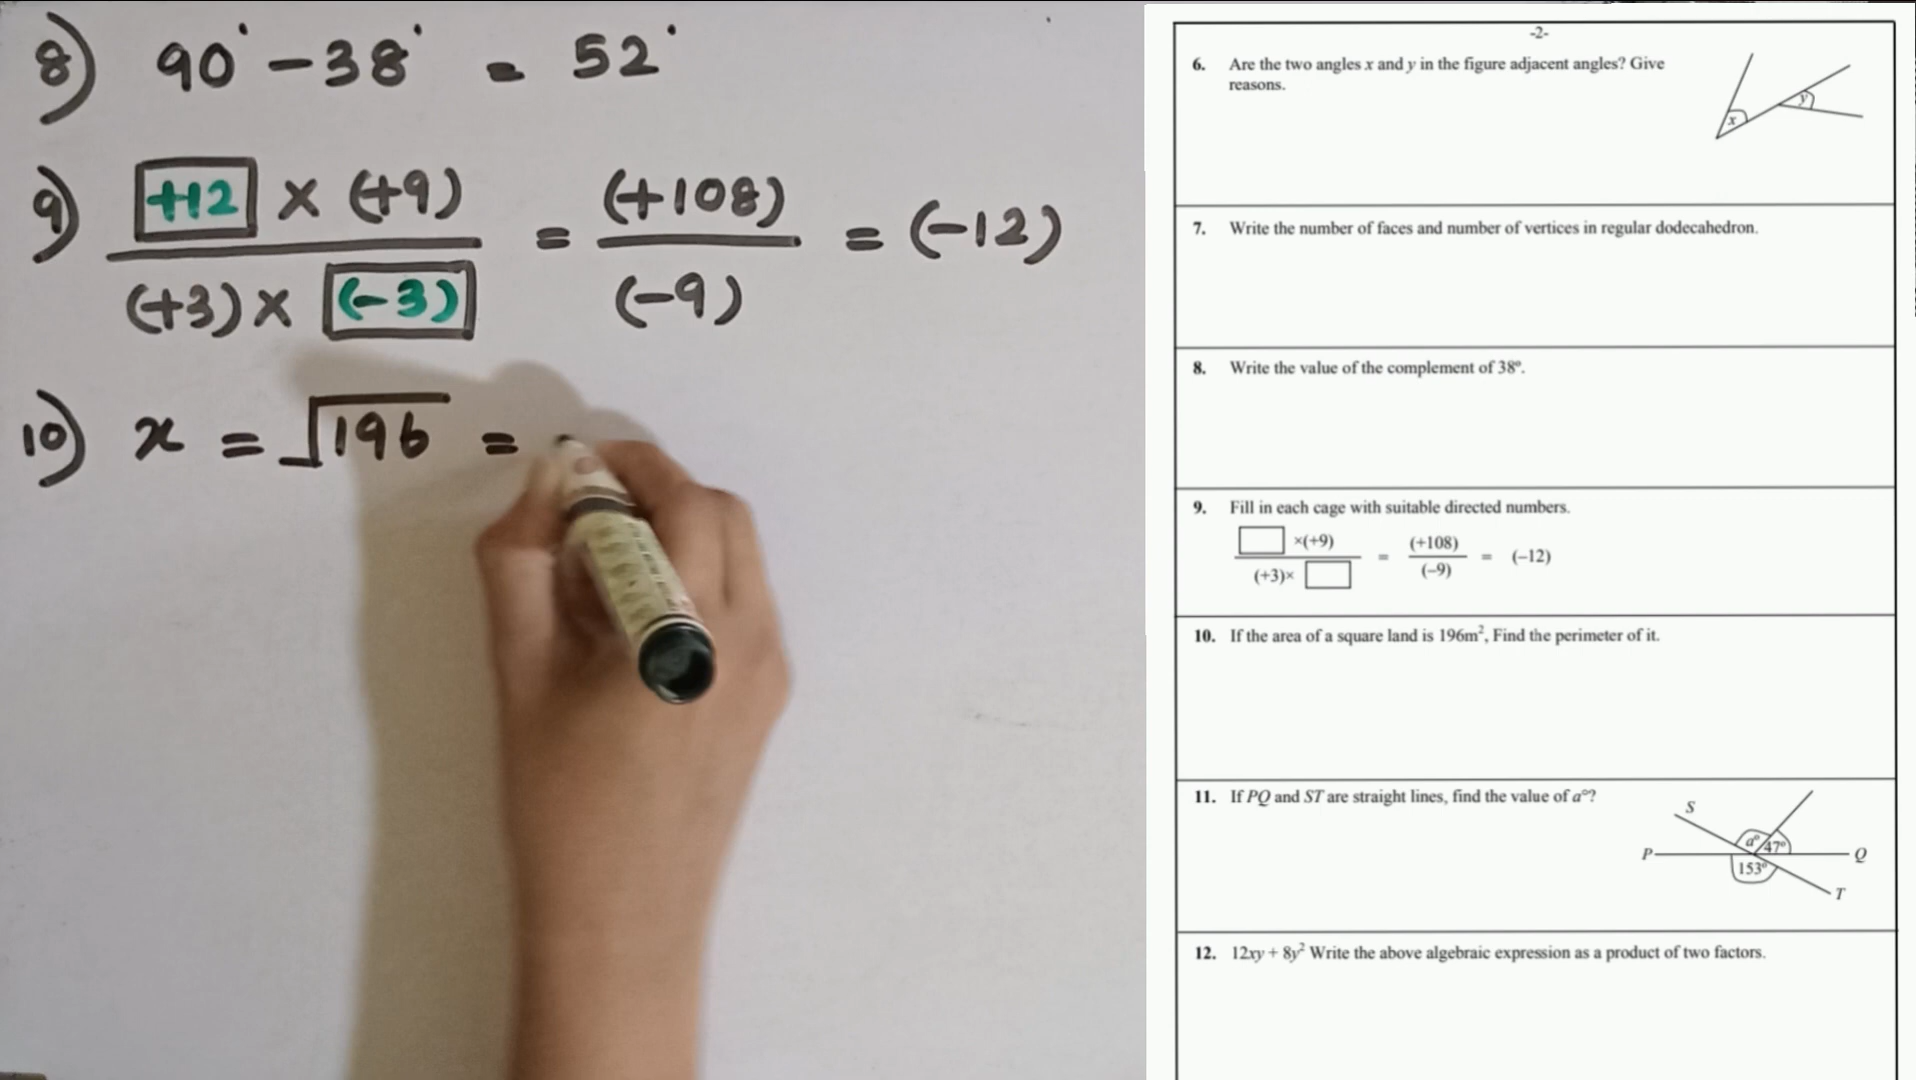 8) 90° - 38° = 52°
9) +12 × (+9) / (+3) × (-3) = (+108) / (-9) = (-12)
10) x = √196 =
-2-
6. Are the two angles x and y in the figure adjacent angles? Give
reasons.
x
y
7. Write the number of faces and number of vertices in regular dodecahedron.
8. Write the value of the complement of 38°.
9. Fill in each cage with suitable directed numbers.
×(+9) / (+3)× = (+108) / (−9) = (−12)
10. If the area of a square land is 196m², Find the perimeter of it.
11. If PQ and ST are straight lines, find the value of a°?
S
a° 47°
P Q
153°
T
12. 12xy + 8y² Write the above algebraic expression as a product of two factors.